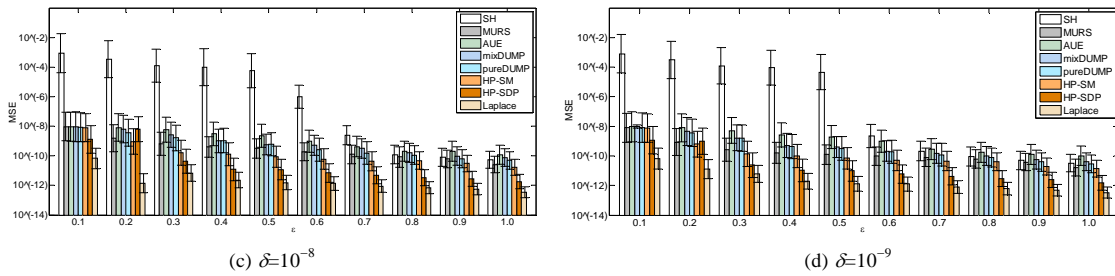 10^(-2)
10^(-4)
10^(-6)
10^(-8)
10^(-10)
10^(-12)
10^(-14)
MSE
SH
MURS
AUE
mixDUMP
pureDUMP
HP-SM
HP-SDP
Laplace
0.1 0.2 0.3 0.4 0.5 0.6 0.7 0.8 0.9 1.0
ε
(c) δ=10⁻⁸
10^(-2)
10^(-4)
10^(-6)
10^(-8)
10^(-10)
10^(-12)
10^(-14)
MSE
SH
MURS
AUE
mixDUMP
pureDUMP
HP-SM
HP-SDP
Laplace
0.1 0.2 0.3 0.4 0.5 0.6 0.7 0.8 0.9 1.0
ε
(d) δ=10⁻⁹